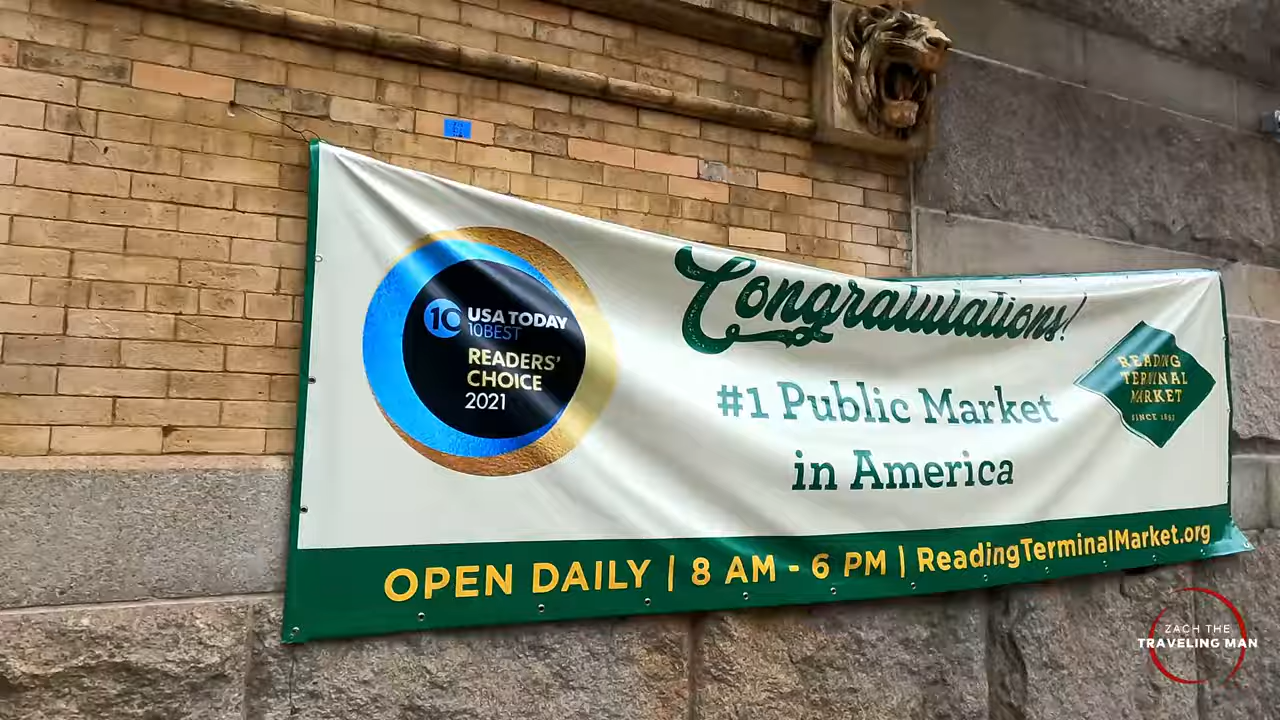 10 USA TODAY
10BEST
READERS'
CHOICE
2021
Congratulations!
#1 Public Market
in America
READING
TERMINAL
MARKET
SINCE 1893
OPEN DAILY | 8 AM - 6 PM | ReadingTerminalMarket.org
ZACH THE
TRAVELING MAN